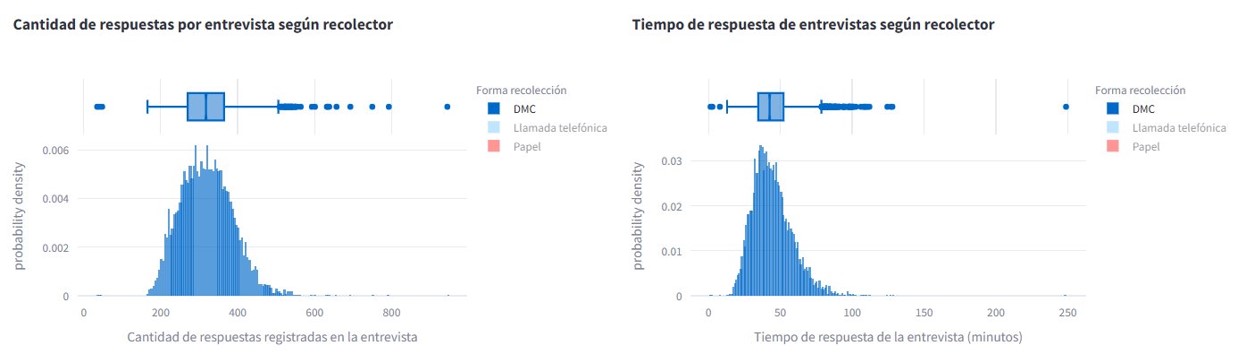 Cantidad de respuestas por entrevista según recolector
Forma recolección
DMC
Llamada telefónica
Papel
probability density
0.006
0.004
0.002
0
0
200
400
600
800
Cantidad de respuestas registradas en la entrevista
Tiempo de respuesta de entrevistas según recolector
Forma recolección
DMC
Llamada telefónica
Papel
probability density
0.03
0.02
0.01
0
0
50
100
150
200
250
Tiempo de respuesta de la entrevista (minutos)